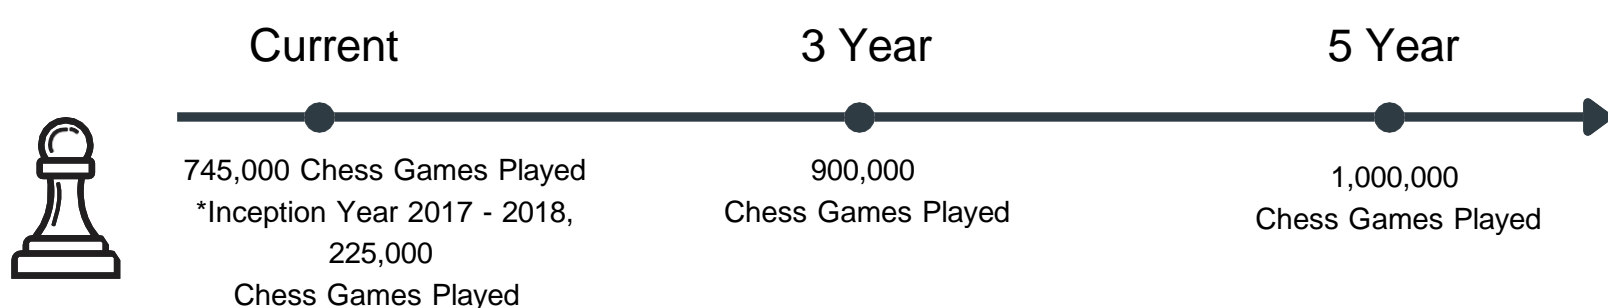 Current
3 Year
5 Year
745,000 Chess Games Played
*Inception Year 2017 - 2018,
225,000
Chess Games Played
900,000
Chess Games Played
1,000,000
Chess Games Played